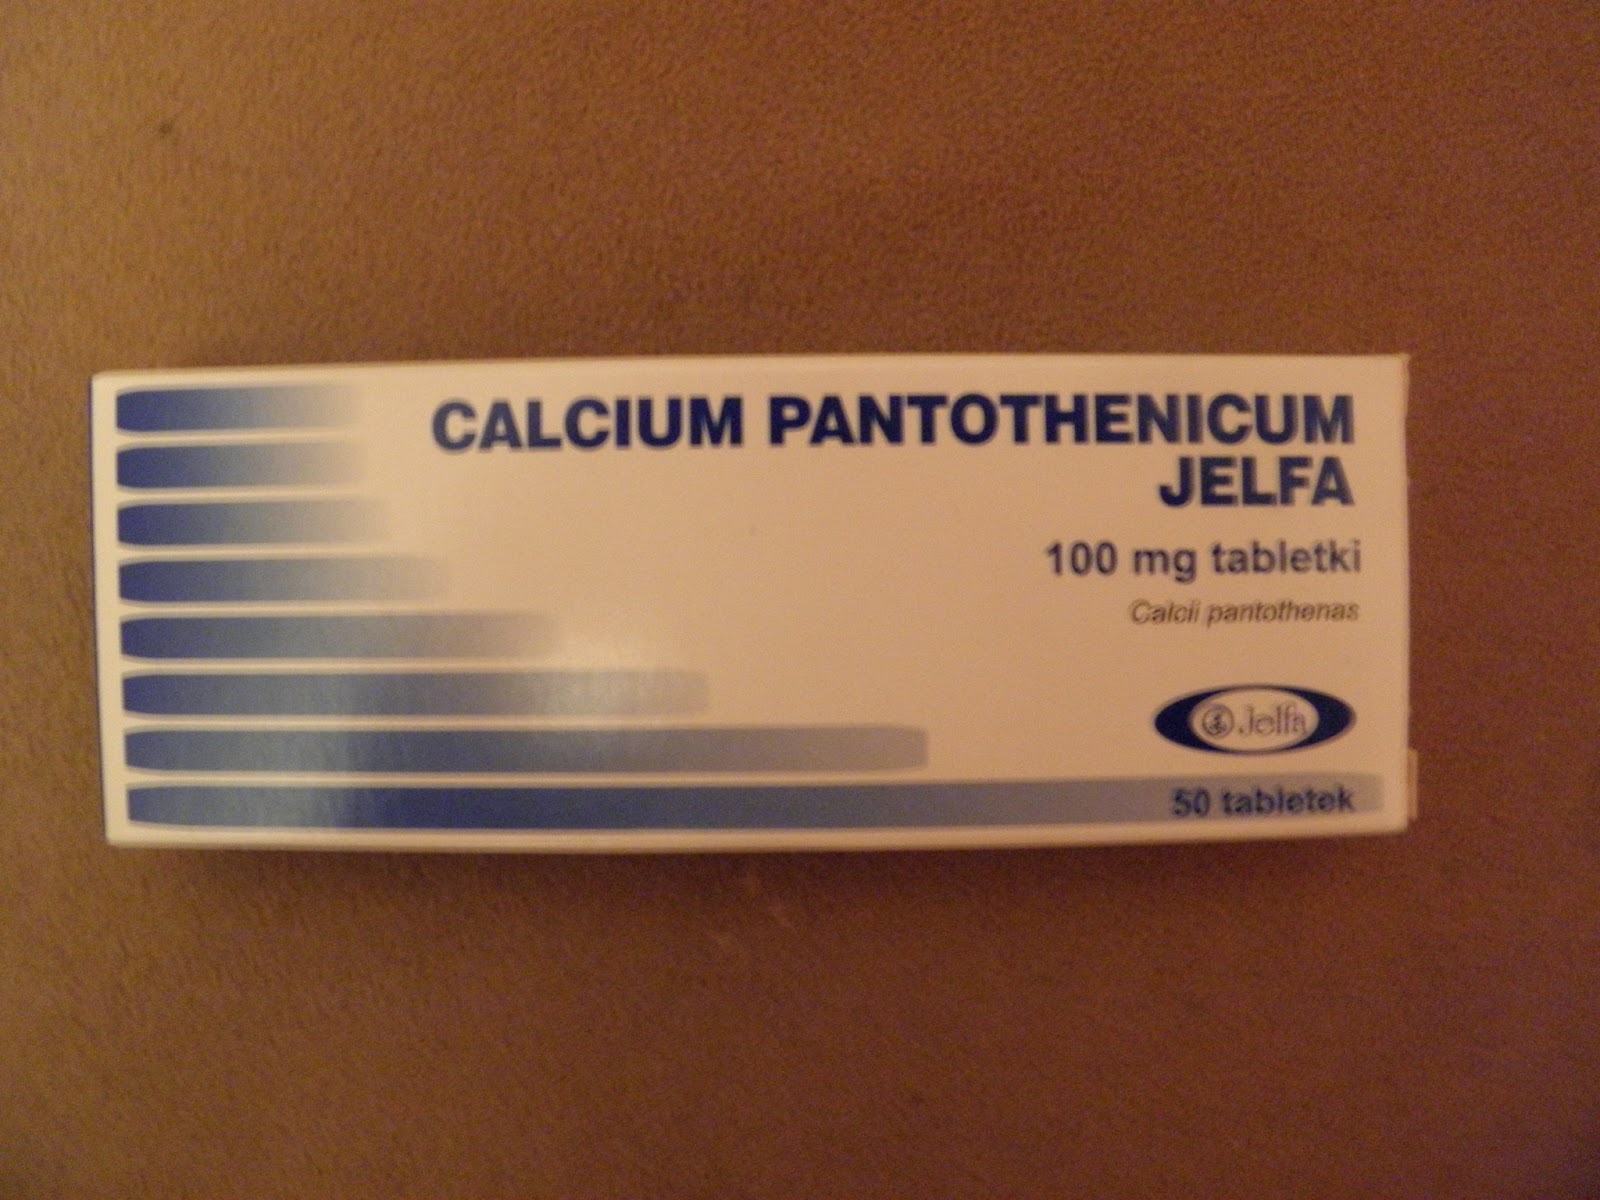 CALCIUM PANTOTHENICUM
JELFA
100 mg tabletki
Calcii pantothenas
Jelfa
50 tabletek